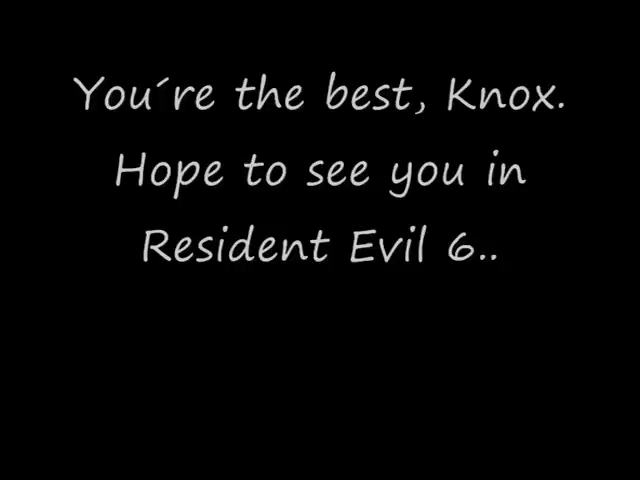 You´re the best, Knox.
Hope to see you in
Resident Evil 6..